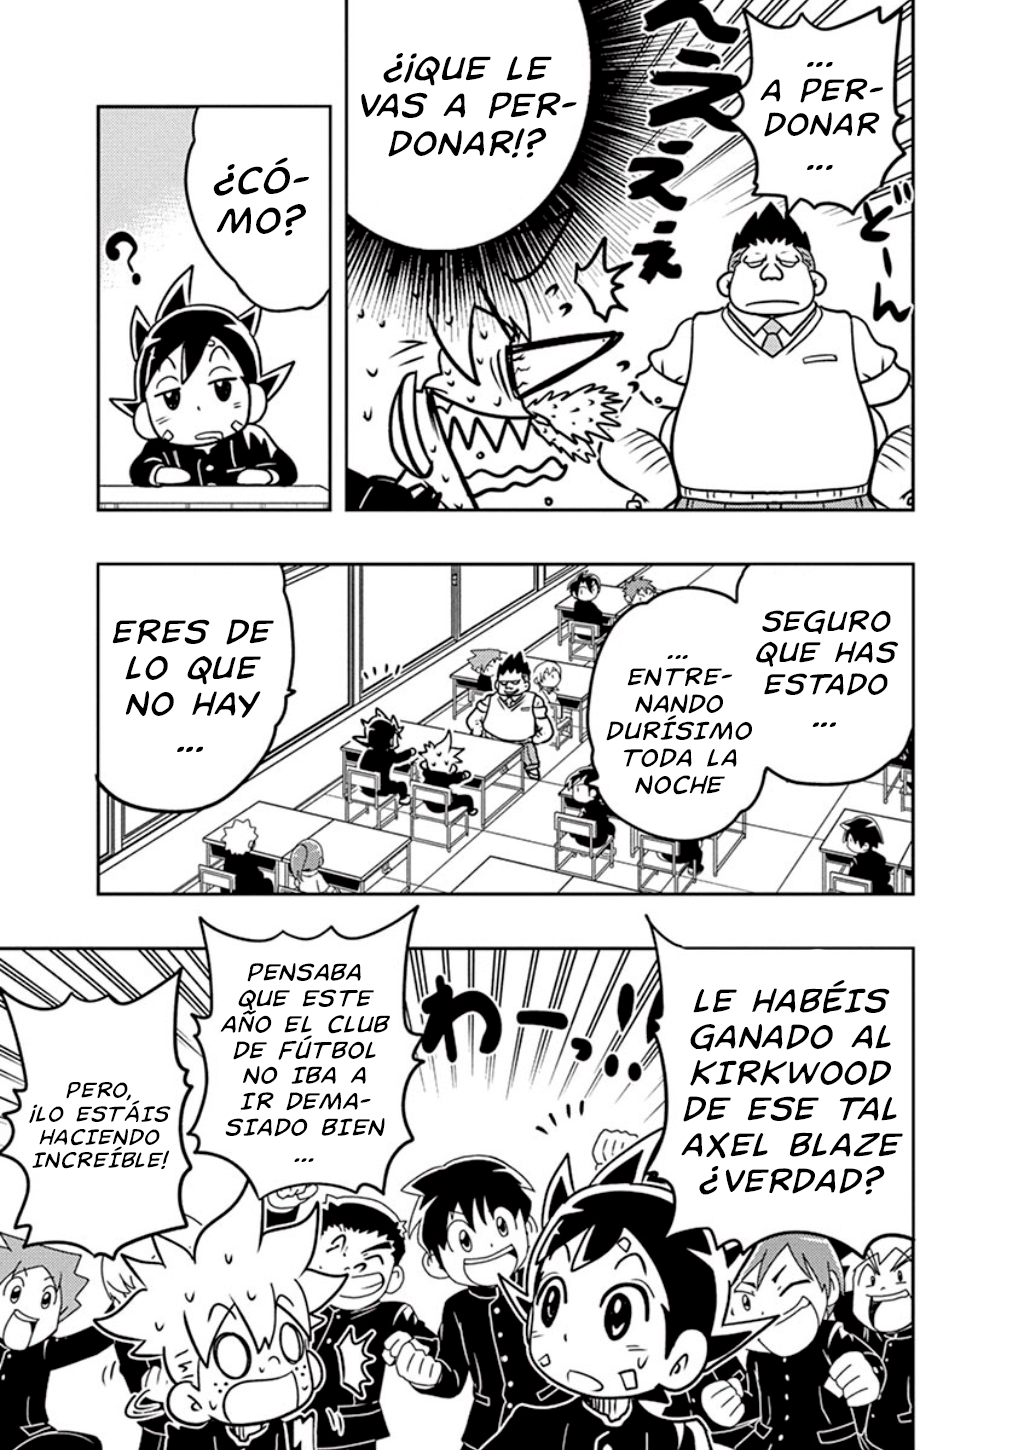 ...
A PER-
DONAR
...
どーん
へえええぇ
¿¡QUE LE
VAS A PER-
DONAR!?
¿CÓ-
MO?
?
SEGURO
QUE HAS
ESTADO
...
...
ENTRE-
NANDO
DURÍSIMO
TODA LA
NOCHE
ERES DE
LO QUE
NO HAY
...
LE HABÉIS
GANADO AL
KIRKWOOD
DE ESE TAL
AXEL BLAZE
¿VERDAD?
わーっ!!
PENSABA
QUE ESTE
AÑO EL CLUB
DE FÚTBOL
NO IBA A
IR DEMA-
SIADO BIEN
...
PERO,
¡LO ESTÁIS
HACIENDO
INCREÍBLE!